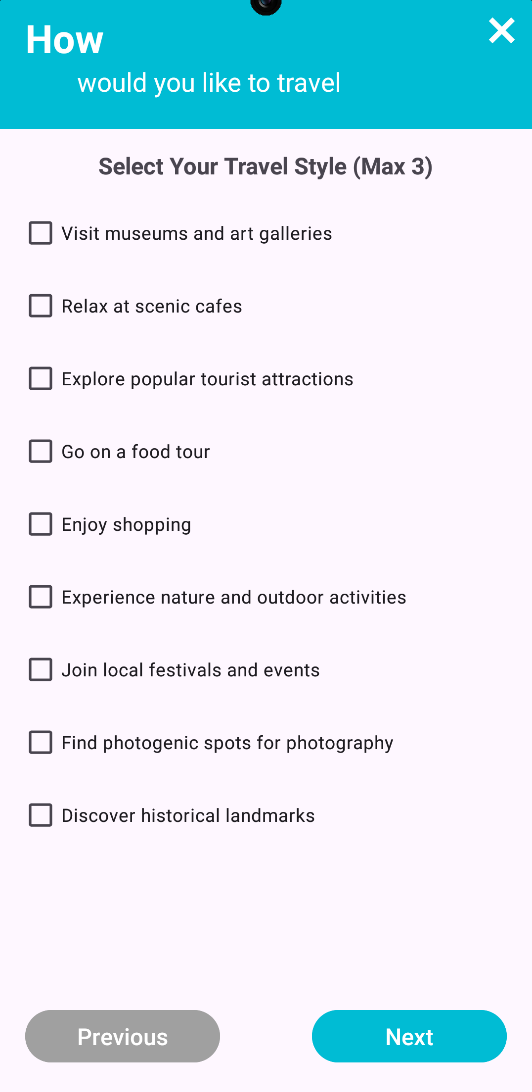 How
would you like to travel
Select Your Travel Style (Max 3)
Visit museums and art galleries
Relax at scenic cafes
Explore popular tourist attractions
Go on a food tour
Enjoy shopping
Experience nature and outdoor activities
Join local festivals and events
Find photogenic spots for photography
Discover historical landmarks
Previous
Next